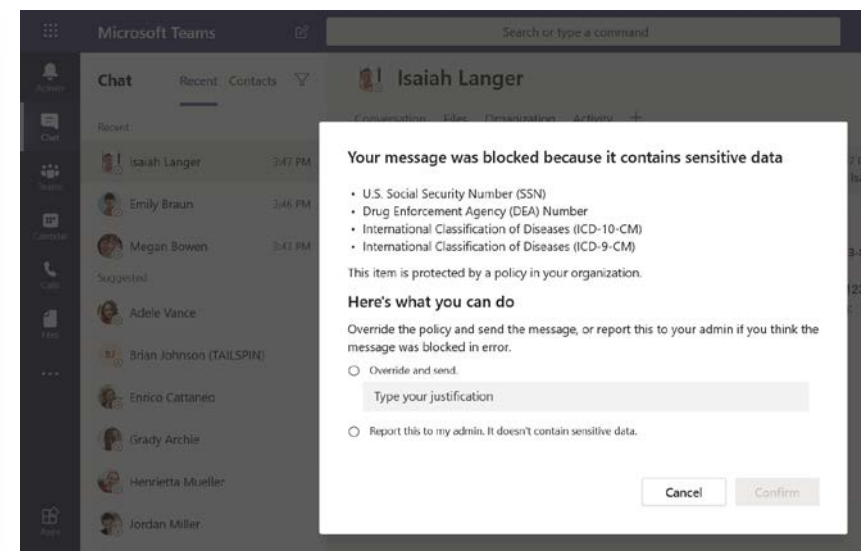 Microsoft Teams
Search or type a command
Activity
Chat
Teams
Calendar
Calls
Files
Apps
Chat Recent Contacts
Recent
Isaiah Langer 3:47 PM
Emily Braun 3:46 PM
Megan Bowen 3:43 PM
Suggested
Adele Vance
BJ Brian Johnson (TAILSPIN)
Enrico Cattaneo
Grady Archie
Henrietta Mueller
Jordan Miller
Isaiah Langer
Conversation Files Organization Activity +
Your message was blocked because it contains sensitive data
• U.S. Social Security Number (SSN)
• Drug Enforcement Agency (DEA) Number
• International Classification of Diseases (ICD-10-CM)
• International Classification of Diseases (ICD-9-CM)
This item is protected by a policy in your organization.
Here's what you can do
Override the policy and send the message, or report this to your admin if you think the
message was blocked in error.
Override and send.
Type your justification
Report this to my admin. It doesn't contain sensitive data.
Cancel Confirm